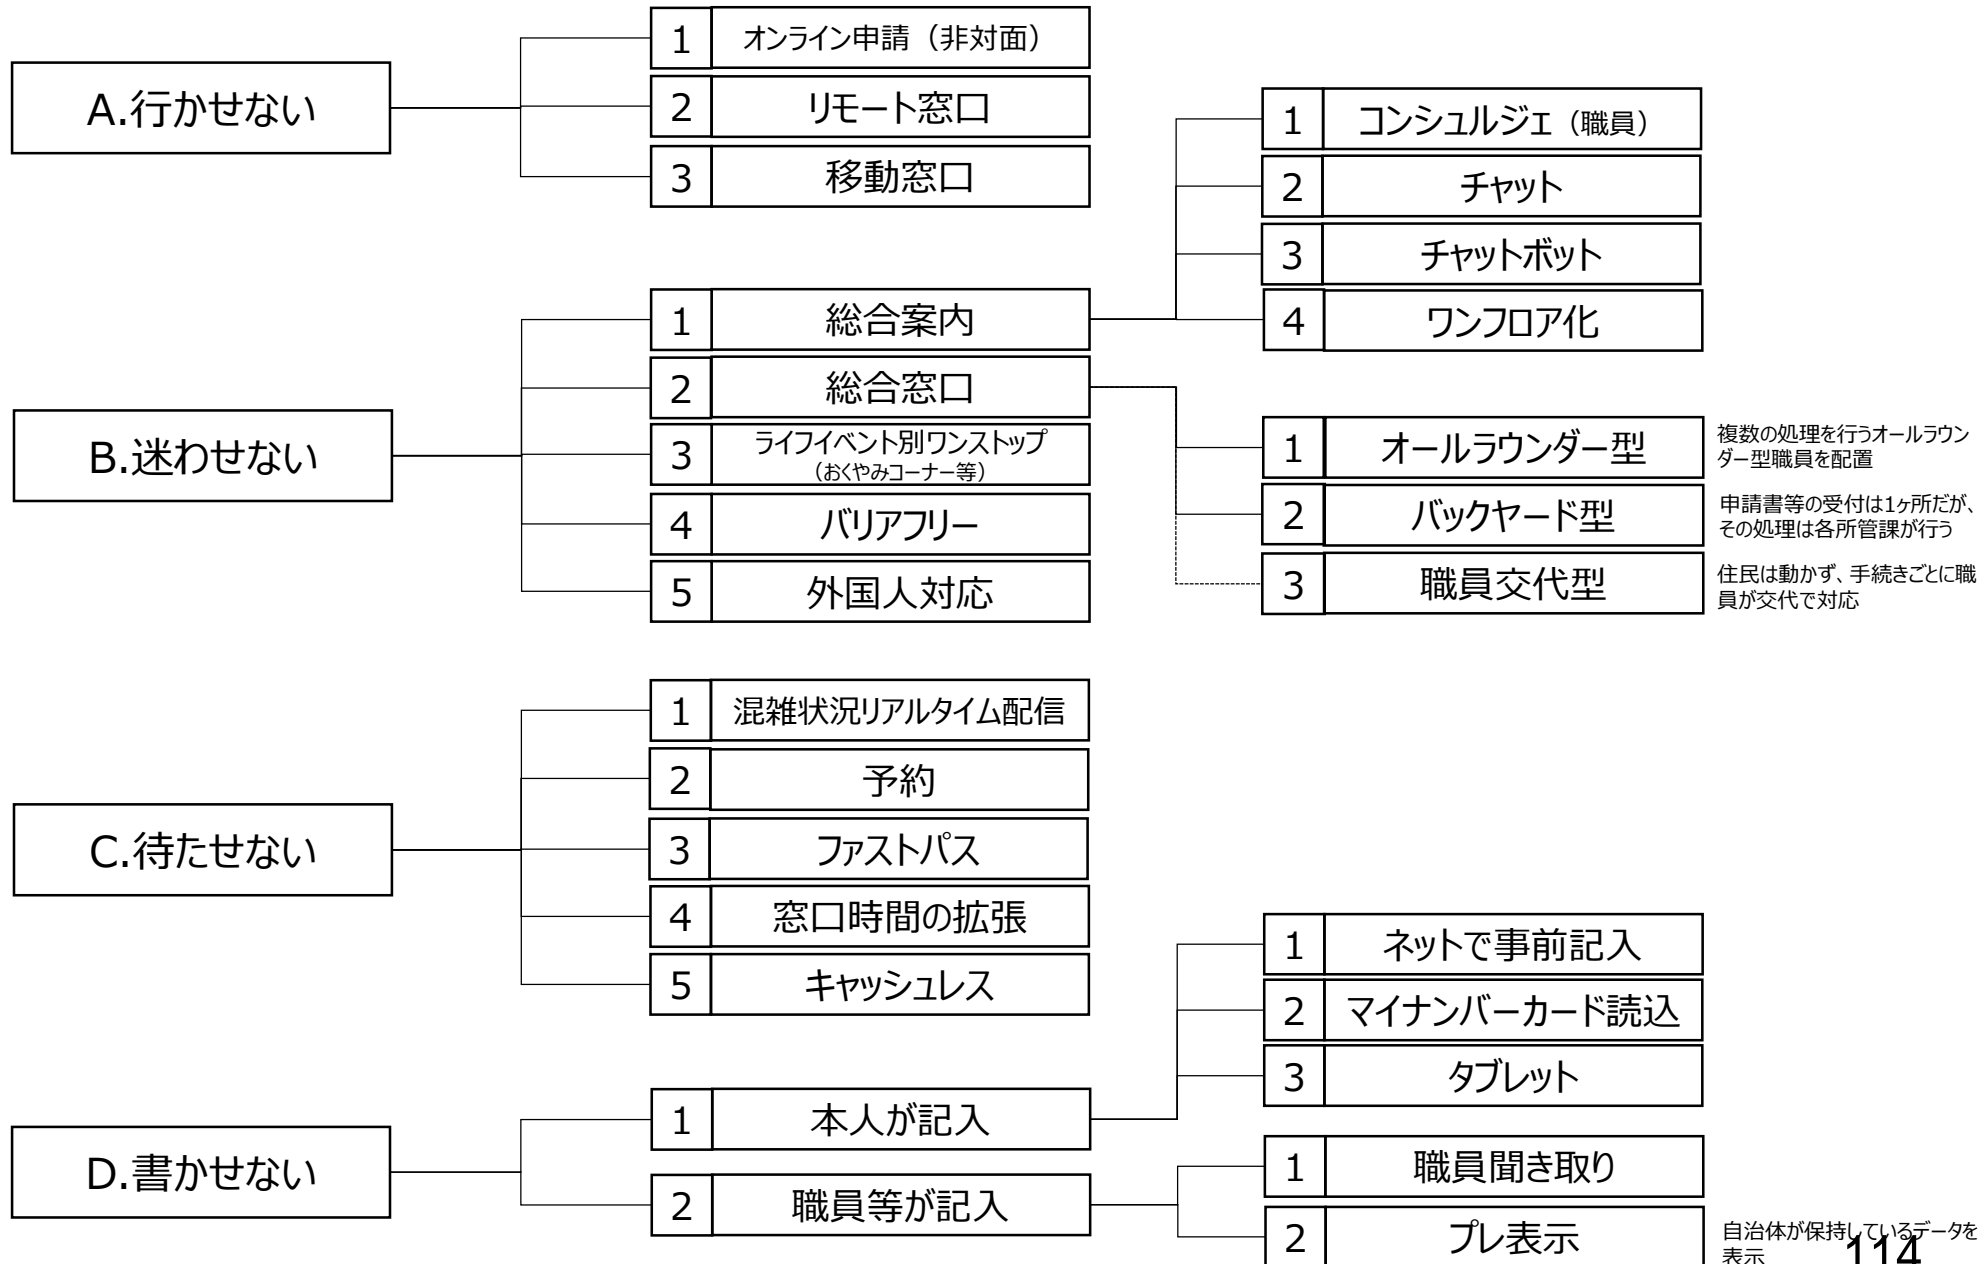 A.行かせない
1 オンライン申請（非対面）
2 リモート窓口
3 移動窓口
B.迷わせない
1 総合案内
1 コンシュルジェ（職員）
2 チャット
3 チャットボット
4 ワンフロア化
2 総合窓口
1 オールラウンダー型
複数の処理を行うオールラウン
ダー型職員を配置
2 バックヤード型
申請書等の受付は1ヶ所だが、
その処理は各所管課が行う
3 職員交代型
住民は動かず、手続きごとに職
員が交代で対応
3 ライフイベント別ワンストップ
（おくやみコーナー等）
4 バリアフリー
5 外国人対応
C.待たせない
1 混雑状況リアルタイム配信
2 予約
3 ファストパス
4 窓口時間の拡張
5 キャッシュレス
D.書かせない
1 本人が記入
1 ネットで事前記入
2 マイナンバーカード読込
3 タブレット
2 職員等が記入
1 職員聞き取り
2 プレ表示
自治体が保持しているデータを
表示
114